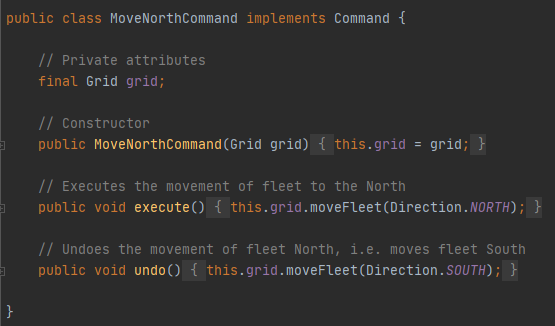 public class MoveNorthCommand implements Command {
// Private attributes
final Grid grid;
// Constructor
public MoveNorthCommand(Grid grid) { this.grid = grid; }
// Executes the movement of fleet to the North
public void execute() { this.grid.moveFleet(Direction.NORTH); }
// Undoes the movement of fleet North, i.e. moves fleet South
public void undo() { this.grid.moveFleet(Direction.SOUTH); }
}